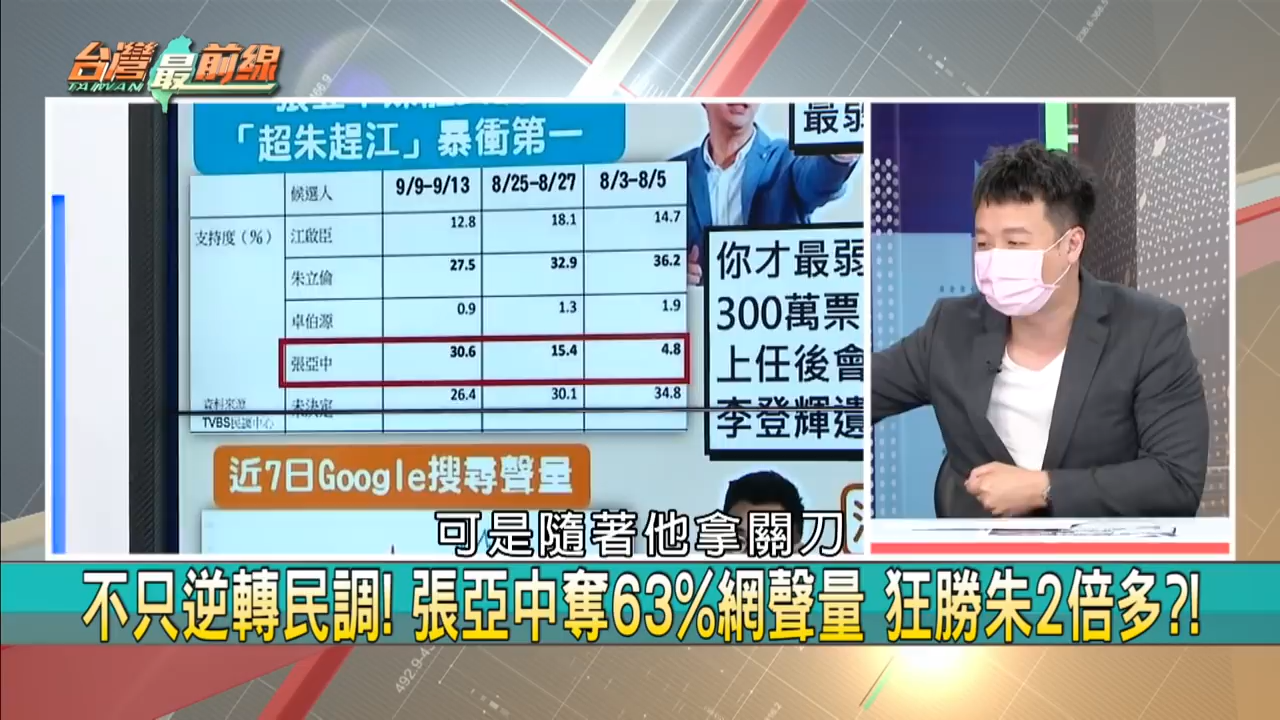 台灣最前線
TAIWAN
「超朱趕江」暴衝第一
候選人 9/9-9/13 8/25-8/27 8/3-8/5
支持度(%) 江啟臣 12.8 18.1 14.7
朱立倫 27.5 32.9 36.2
卓伯源 0.9 1.3 1.9
張亞中 30.6 15.4 4.8
資料來源 未決定 26.4 30.1 34.8
TVBS民調中心
最弱
你才最弱
300萬票
上任後會
李登輝遺
近7日Google搜尋聲量
可是隨著他拿關刀
不只逆轉民調! 張亞中奪63%網聲量 狂勝朱2倍多?!